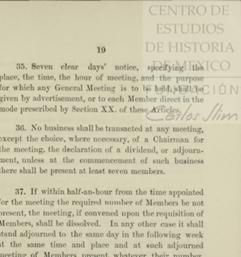 CENTRO DE
ESTUDIOS
DE HISTORIA
DE MÉXICO
19
35. Seven clear days' notice, specifying the
place, the time, the hour of meeting, and the purpose
for which any General Meeting is to be held, shall be
given by advertisement, or to each Member direct in the
mode prescribed by Section XX. of these Articles.
Carlos Slim
36. No business shall be transacted at any meeting,
except the choice, where necessary, of a Chairman for
the meeting, the declaration of a dividend, or adjourn-
ment, unless at the commencement of such business
there shall be present at least seven members.
37. If within half-an-hour from the time appointed
for the meeting the required number of Members be not
present, the meeting, if convened upon the requisition of
Members, shall be dissolved. In any other case it shall
stand adjourned to the same day in the following week
at the same time and place and at such adjourned
meeting of Members present whatever their number